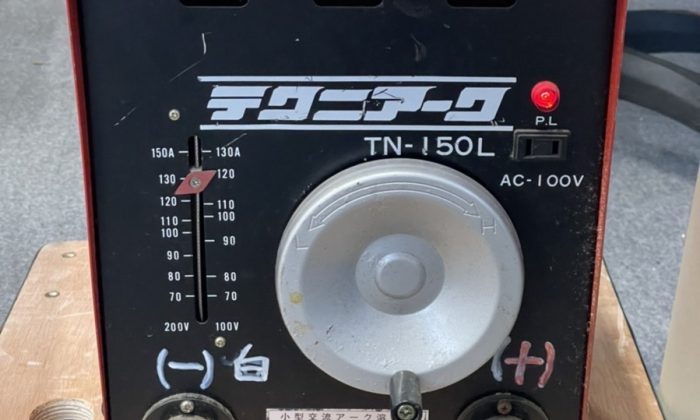 テクニアーク
P.L
TN-150L
AC-100V
150A 130A
130 120
120
110 110
100 100
90 90
80 80
70 70
200V 100V
L H
(-) 白 (+)
小型交流アーク溶